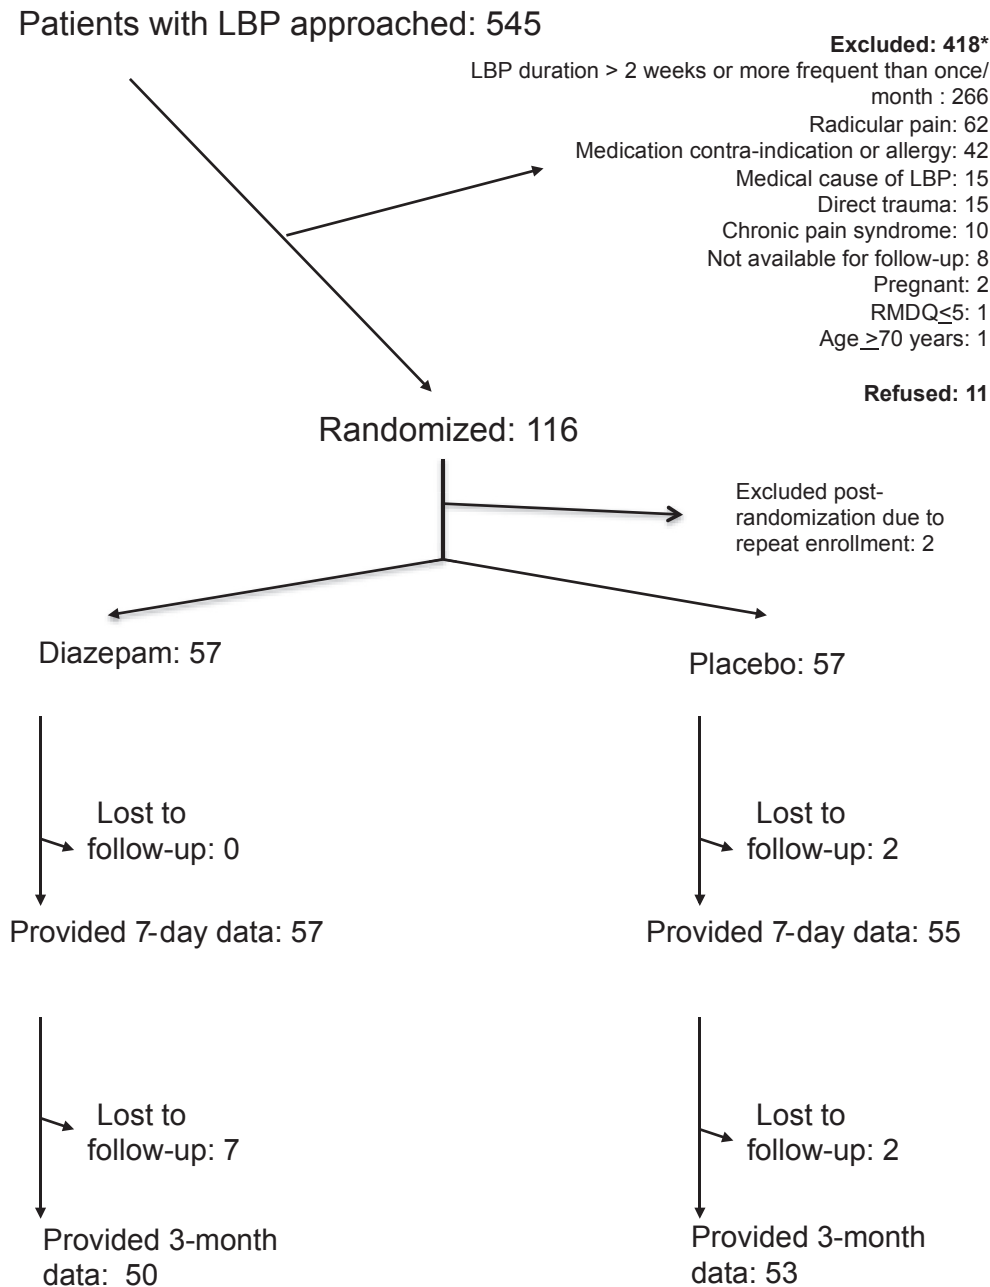 Patients with LBP approached: 545
Excluded: 418*
LBP duration > 2 weeks or more frequent than once/
month : 266
Radicular pain: 62
Medication contra-indication or allergy: 42
Medical cause of LBP: 15
Direct trauma: 15
Chronic pain syndrome: 10
Not available for follow-up: 8
Pregnant: 2
RMDQ≤5: 1
Age ≥70 years: 1
Refused: 11
Randomized: 116
Excluded post-
randomization due to
repeat enrollment: 2
Diazepam: 57
Placebo: 57
Lost to
follow-up: 0
Lost to
follow-up: 2
Provided 7-day data: 57
Provided 7-day data: 55
Lost to
follow-up: 7
Lost to
follow-up: 2
Provided 3-month
data: 50
Provided 3-month
data: 53